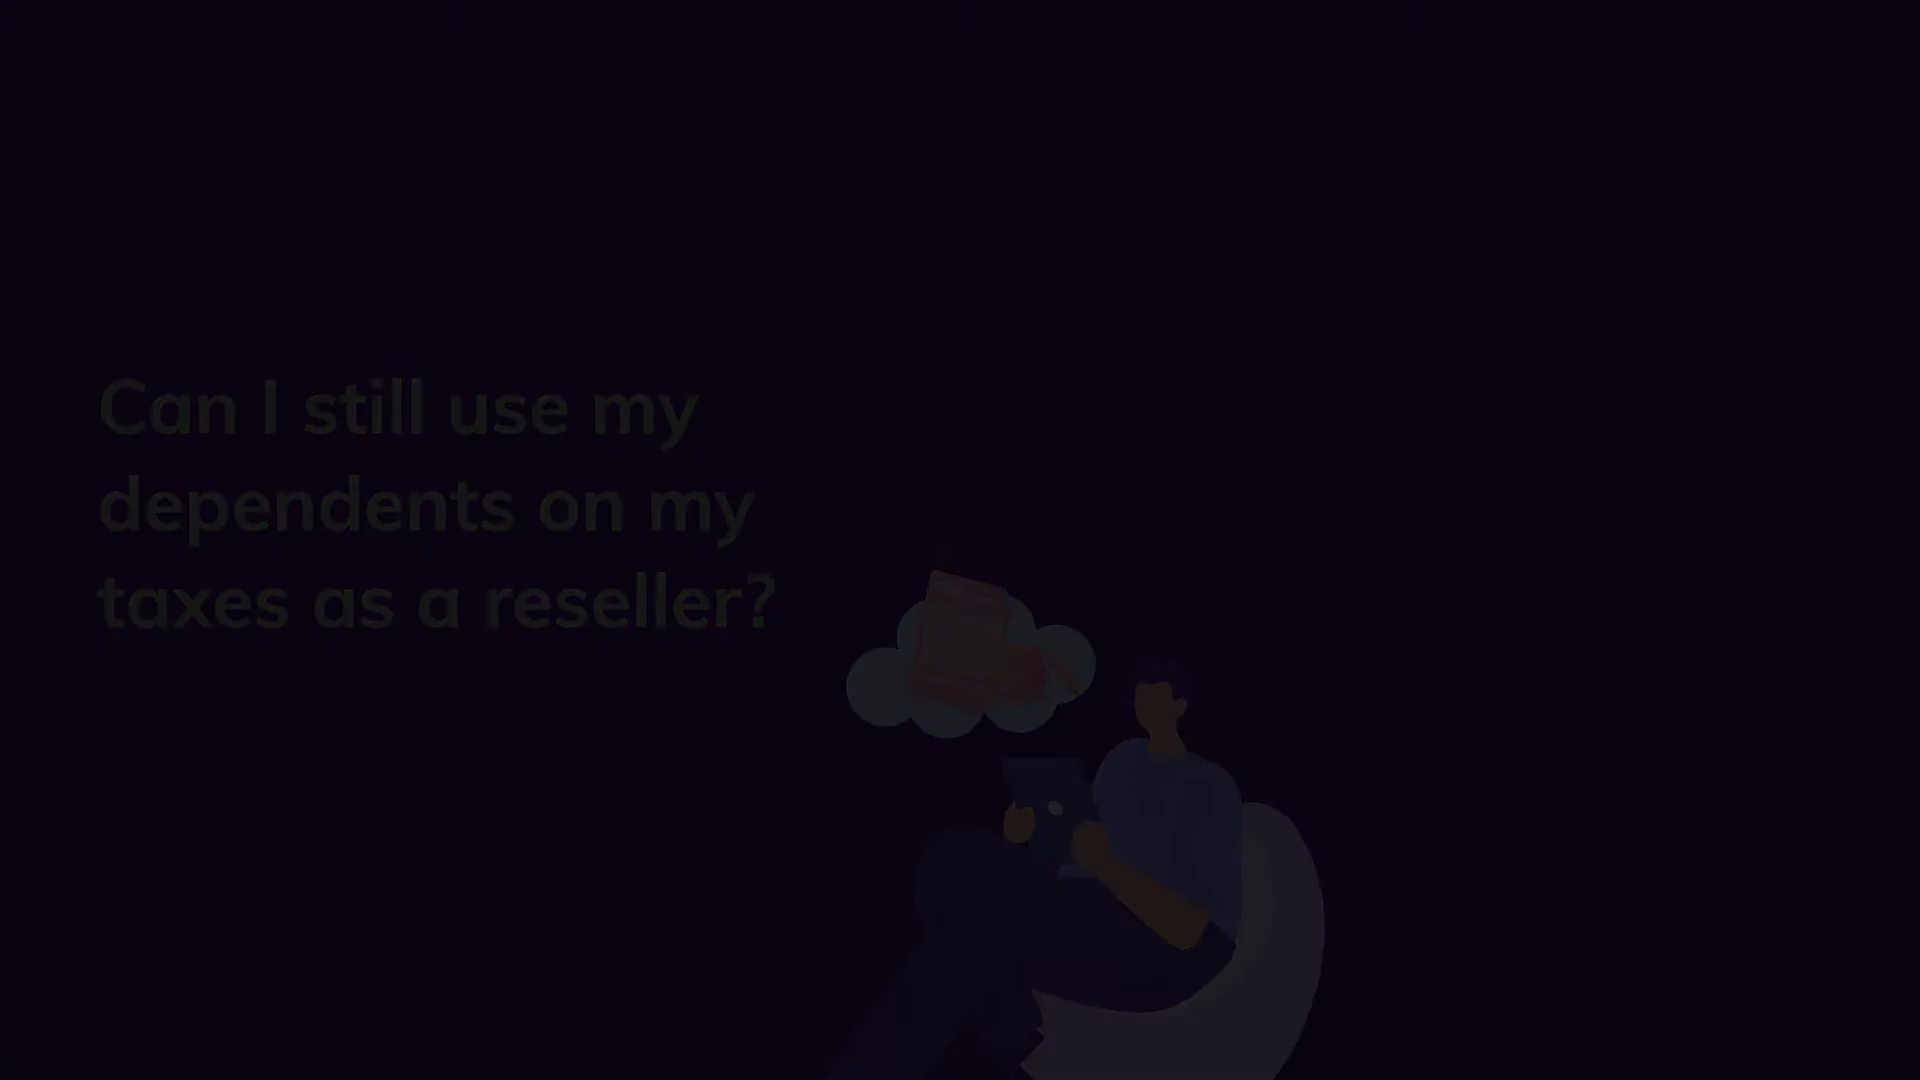 Can I still use my
dependents on my
taxes as a reseller?